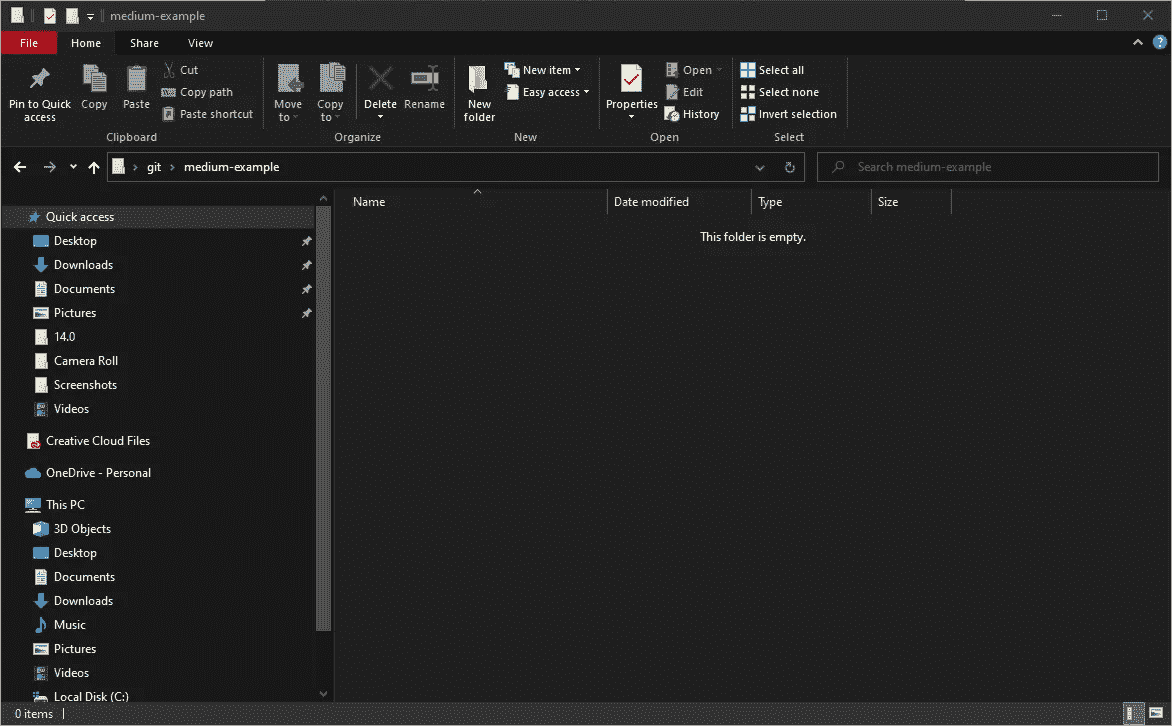 medium-example
File Home Share View
Pin to Quick access
Copy
Paste
Cut
Copy path
Paste shortcut
Clipboard
Move to
Copy to
Delete
Rename
Organize
New folder
New item
Easy access
New
Properties
Open
Edit
History
Open
Select all
Select none
Invert selection
Select
git medium-example
Search medium-example
Name Date modified Type Size
This folder is empty.
Quick access
Desktop
Downloads
Documents
Pictures
14.0
Camera Roll
Screenshots
Videos
Creative Cloud Files
OneDrive - Personal
This PC
3D Objects
Desktop
Documents
Downloads
Music
Pictures
Videos
Local Disk (C:)
0 items